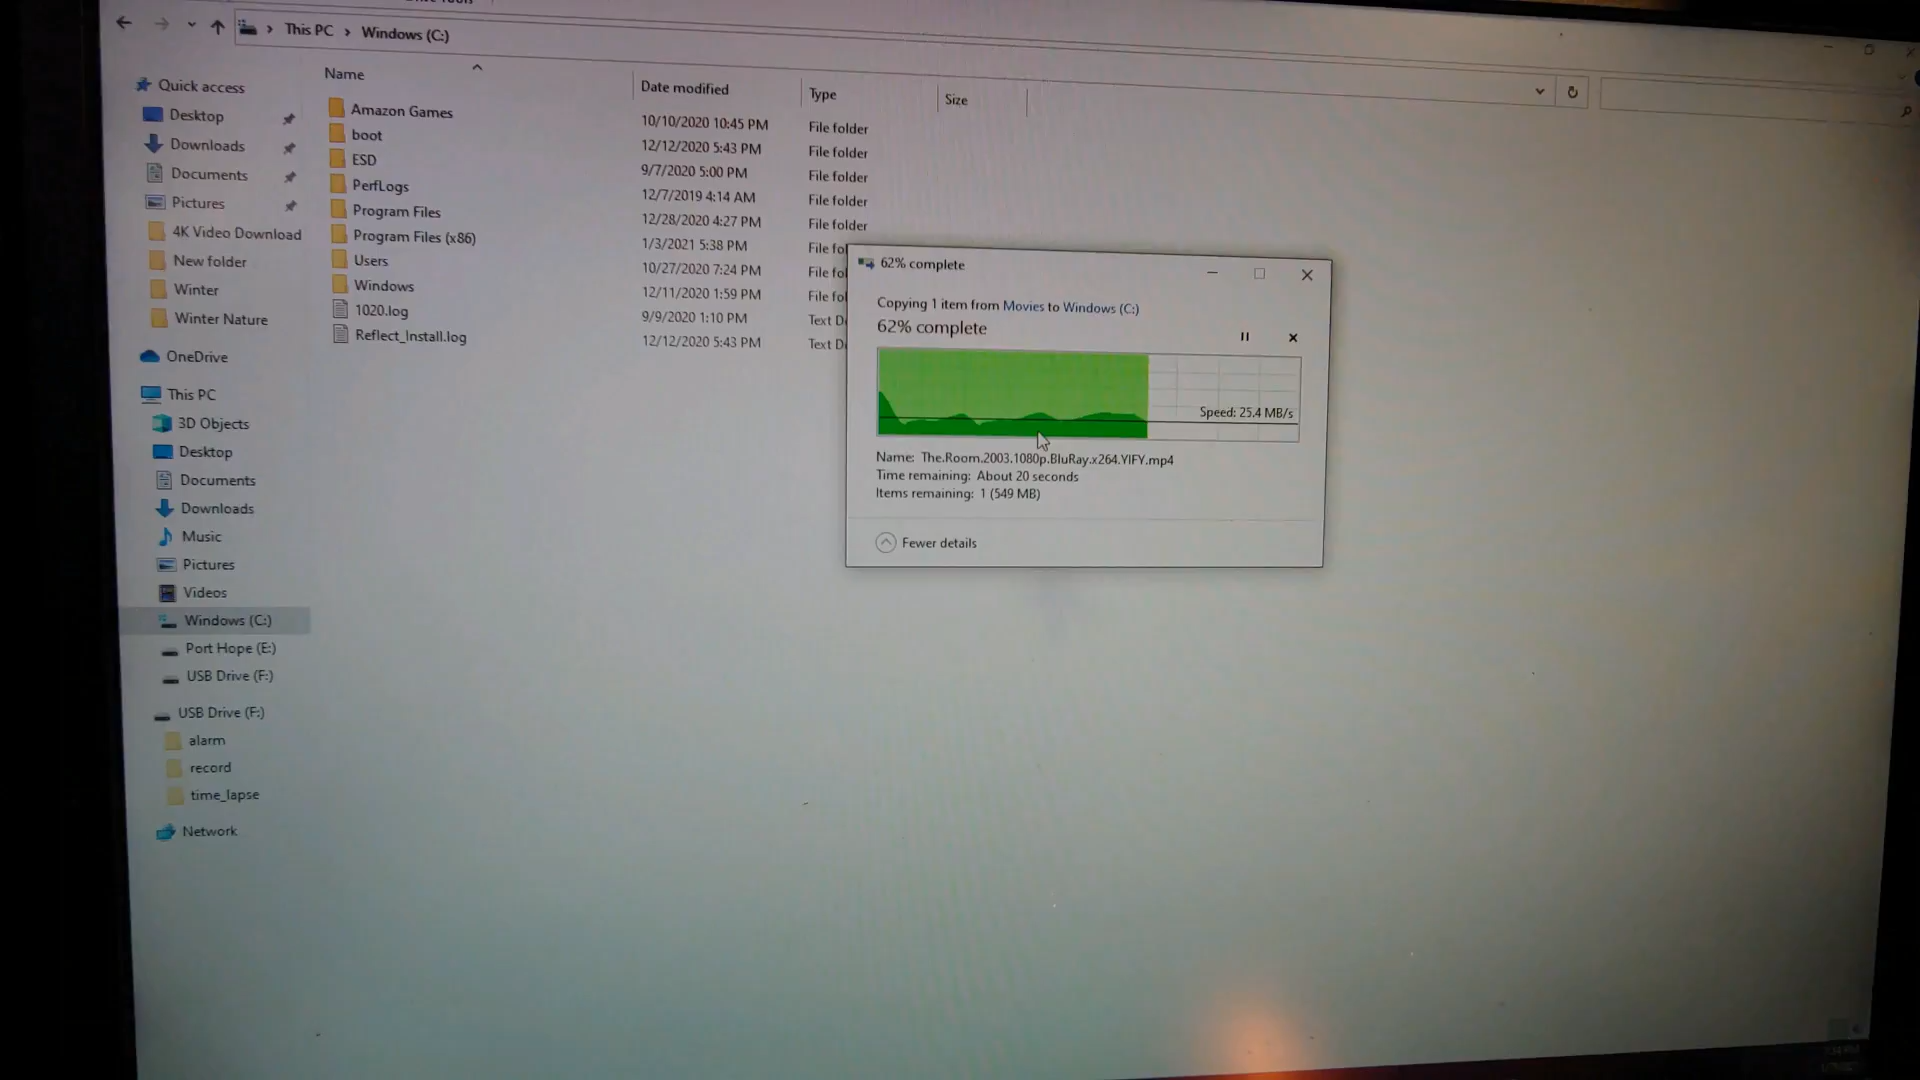 This PC > Windows (C:)
Name
Date modified
Type
Size
Quick access
Desktop
Downloads
Documents
Pictures
4K Video Download
New folder
Winter
Winter Nature
OneDrive
This PC
3D Objects
Desktop
Documents
Downloads
Music
Pictures
Videos
Windows (C:)
Port Hope (E:)
USB Drive (F:)
USB Drive (F:)
alarm
record
time_lapse
Network
Amazon Games 10/10/2020 10:45 PM File folder
boot 12/12/2020 5:43 PM File folder
ESD 9/7/2020 5:00 PM File folder
PerfLogs 12/7/2019 4:14 AM File folder
Program Files 12/28/2020 4:27 PM File folder
Program Files (x86) 1/3/2021 5:38 PM File fol
Users 10/27/2020 7:24 PM File fol
Windows 12/11/2020 1:59 PM File fol
1020.log 9/9/2020 1:10 PM Text D
Reflect_Install.log 12/12/2020 5:43 PM Text D
62% complete
Copying 1 item from Movies to Windows (C:)
62% complete
Speed: 25.4 MB/s
Name: The.Room.2003.1080p.BluRay.x264.YIFY.mp4
Time remaining: About 20 seconds
Items remaining: 1 (549 MB)
Fewer details